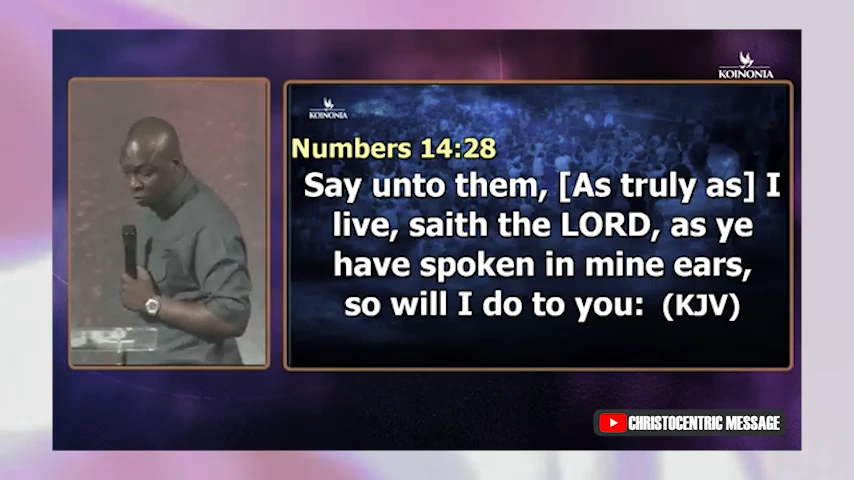 KOINONIA
KOINONIA
Numbers 14:28
Say unto them, [As truly as] I
live, saith the LORD, as ye
have spoken in mine ears,
so will I do to you: (KJV)
CHRISTOCENTRIC MESSAGE